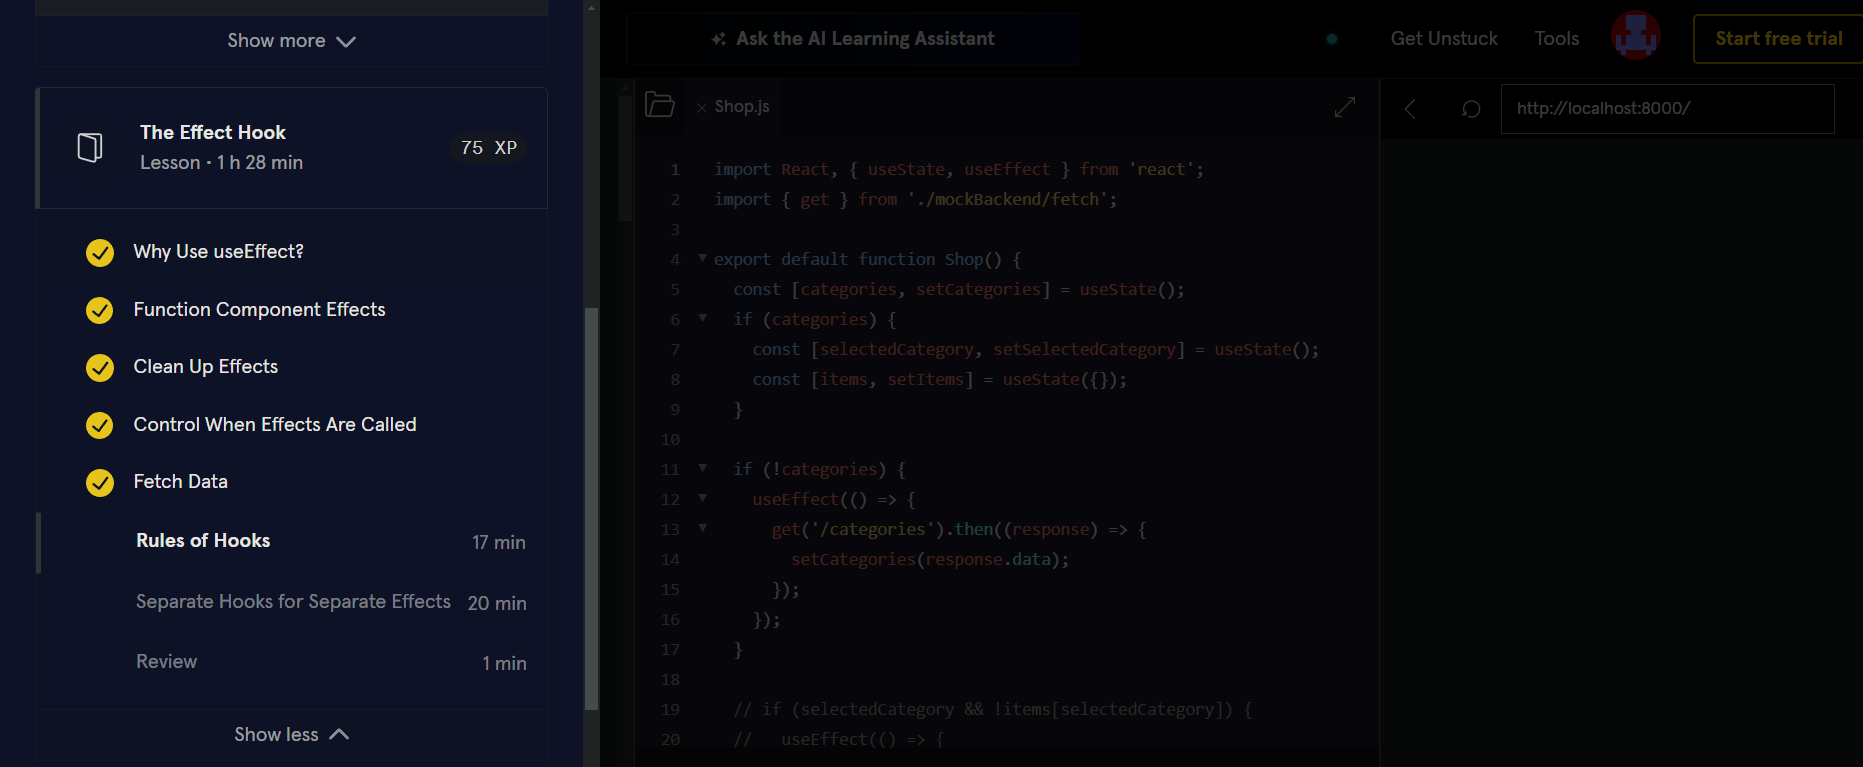 Show more
The Effect Hook
Lesson • 1 h 28 min
75 XP
Why Use useEffect?
Function Component Effects
Clean Up Effects
Control When Effects Are Called
Fetch Data
Rules of Hooks 17 min
Separate Hooks for Separate Effects 20 min
Review 1 min
Show less
Ask the AI Learning Assistant
Get Unstuck
Tools
Start free trial
Shop.js
http://localhost:8000/
1 import React, { useState, useEffect } from 'react';
2 import { get } from './mockBackend/fetch';
3
4 export default function Shop() {
5   const [categories, setCategories] = useState();
6   if (categories) {
7     const [selectedCategory, setSelectedCategory] = useState();
8     const [items, setItems] = useState({});
9   }
10
11   if (!categories) {
12     useEffect(() => {
13       get('/categories').then((response) => {
14         setCategories(response.data);
15       });
16     });
17   }
18
19   // if (selectedCategory && !items[selectedCategory]) {
20   //   useEffect(() => {